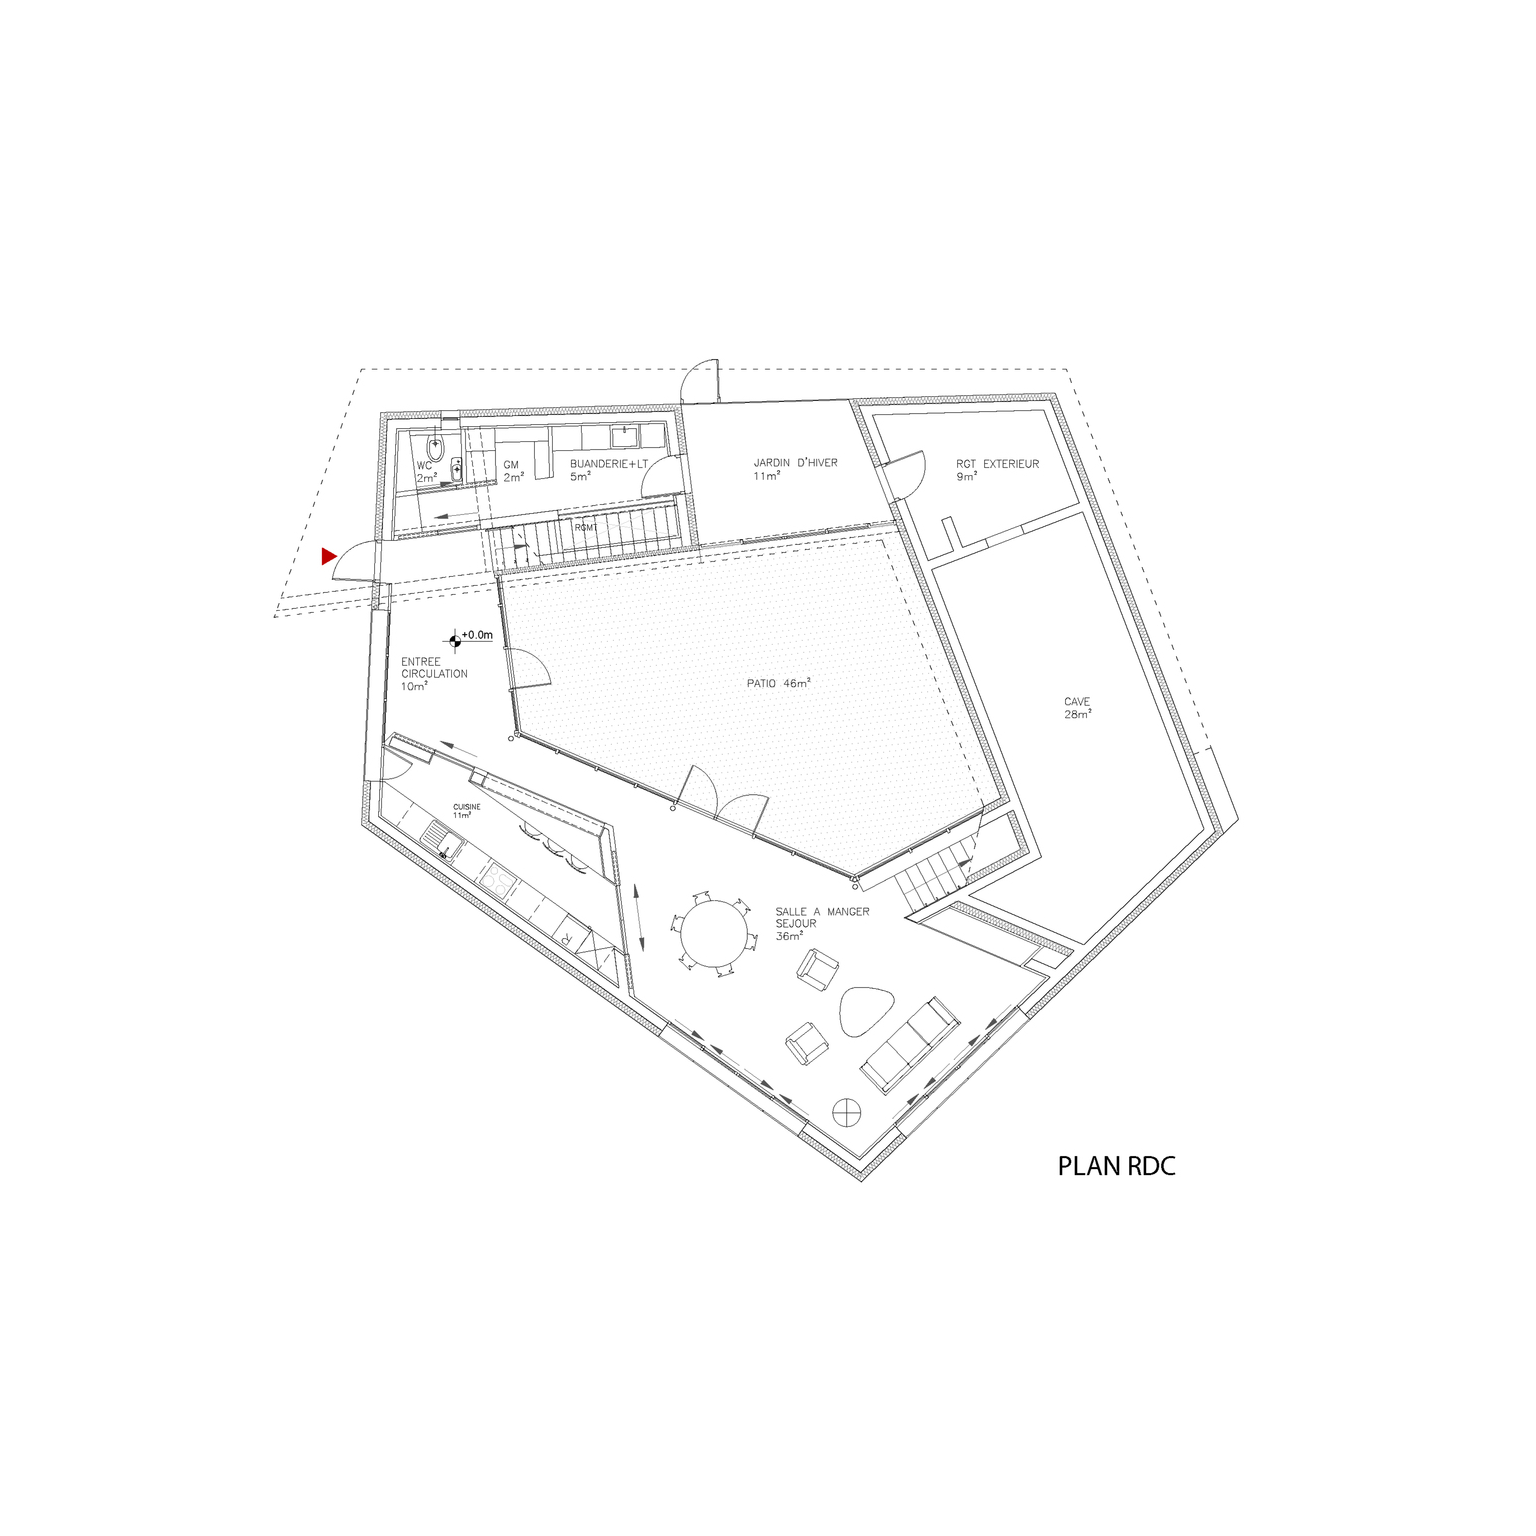 WC
2m²
GM
2m²
BUANDERIE+LT
5m²
JARDIN D'HIVER
11m²
RGT EXTERIEUR
9m²
RGMT
+0.0m
ENTREE
CIRCULATION
10m²
PATIO 46m²
CAVE
28m²
CUISINE
11m²
SALLE A MANGER
SEJOUR
36m²
R
PLAN RDC